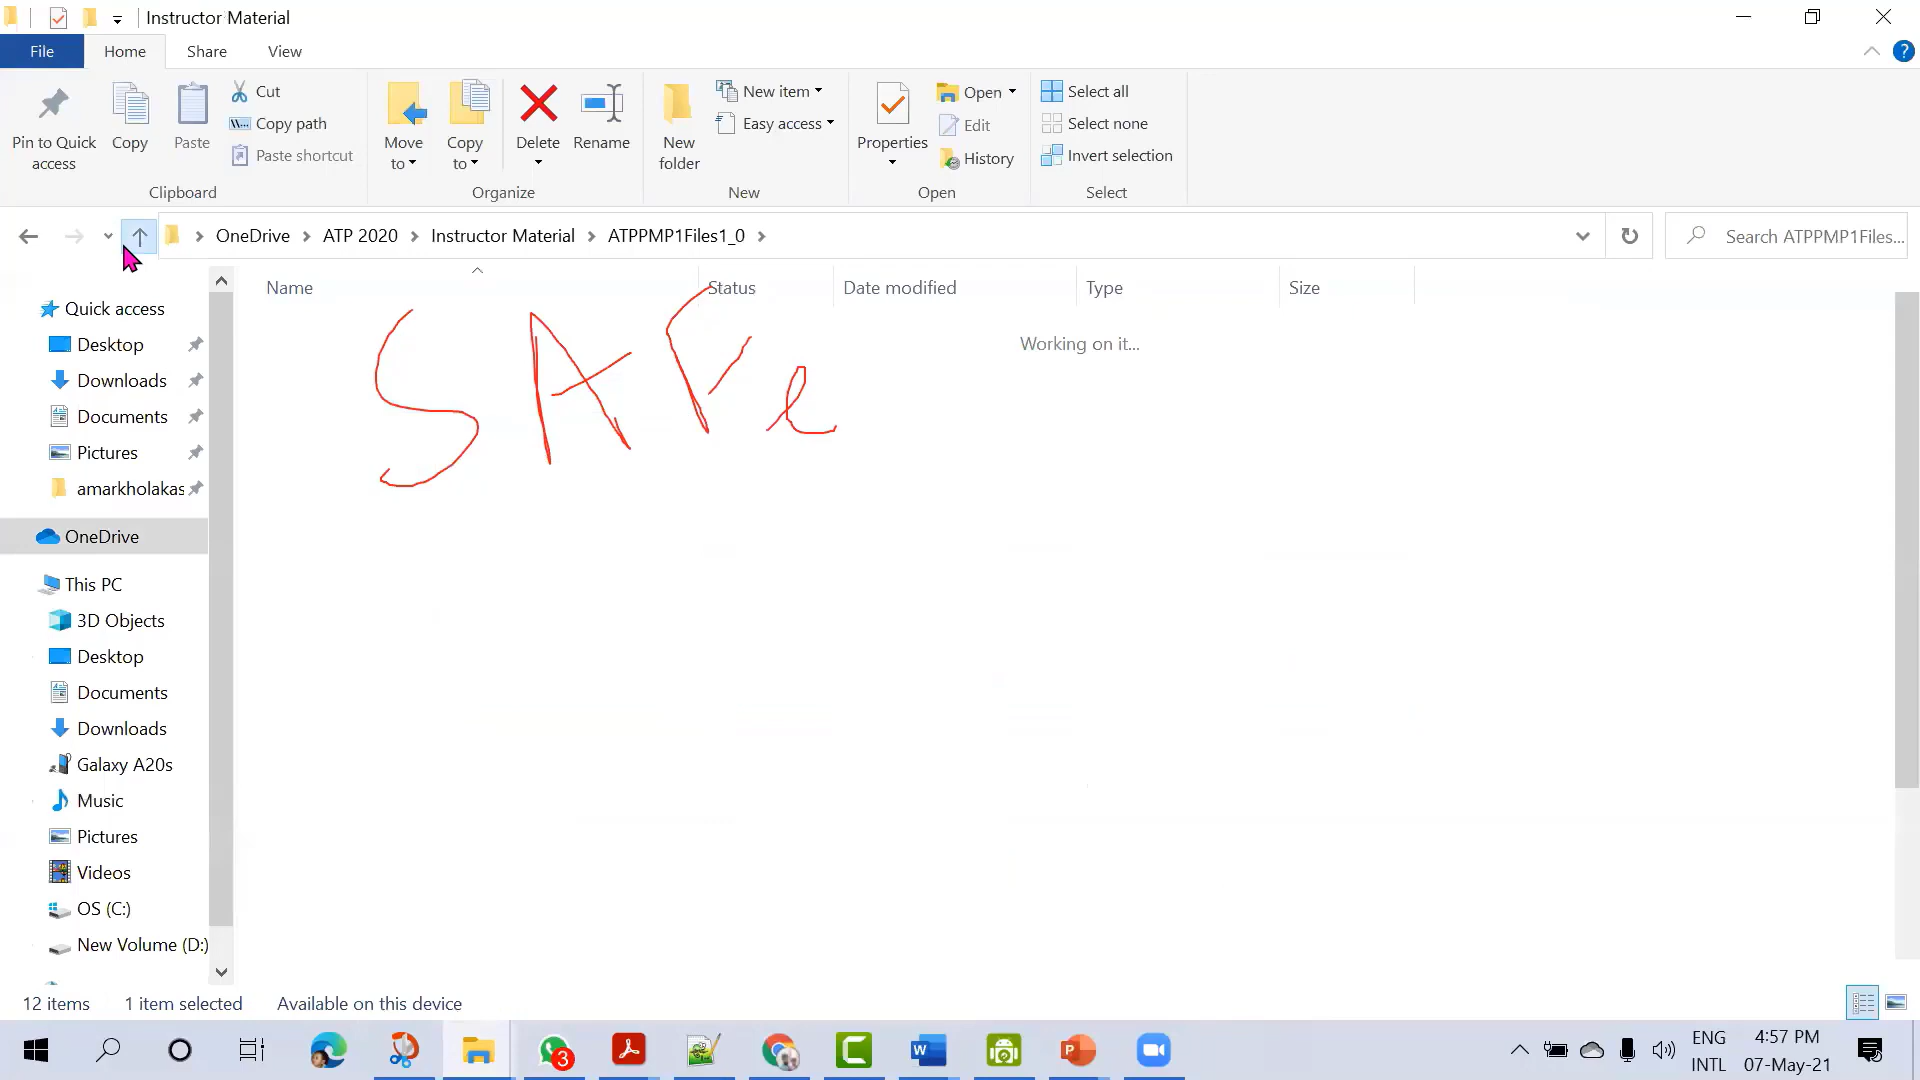 Instructor Material
File Home Share View
Pin to Quick access
Copy
Paste
Cut
Copy path
Paste shortcut
Clipboard
Move to
Copy to
Delete
Rename
Organize
New folder
New item
Easy access
New
Properties
Open
Edit
History
Open
Select all
Select none
Invert selection
Select
OneDrive ATP 2020 Instructor Material ATPPMP1Files1_0
Search ATPPMP1Files...
Name Status Date modified Type Size
Working on it...
SAFe
Quick access
Desktop
Downloads
Documents
Pictures
amarkholakas
OneDrive
This PC
3D Objects
Desktop
Documents
Downloads
Galaxy A20s
Music
Pictures
Videos
OS (C:)
New Volume (D:)
12 items 1 item selected Available on this device
3
ENG
INTL
4:57 PM
07-May-21